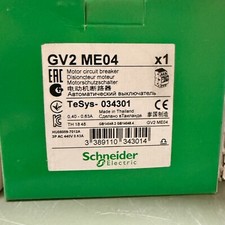 GV2 ME04
x1
Motor circuit breaker
Disjoncteur moteur
Motorschutzschalter
电动机断路器
Автоматический выключатель
TeSys- 034301
0,40 - 0.63A
Made in Thailand
Сделано в Таиланде
泰国制造
GV2 ME04
Schneider
Electric
3 389110 343014